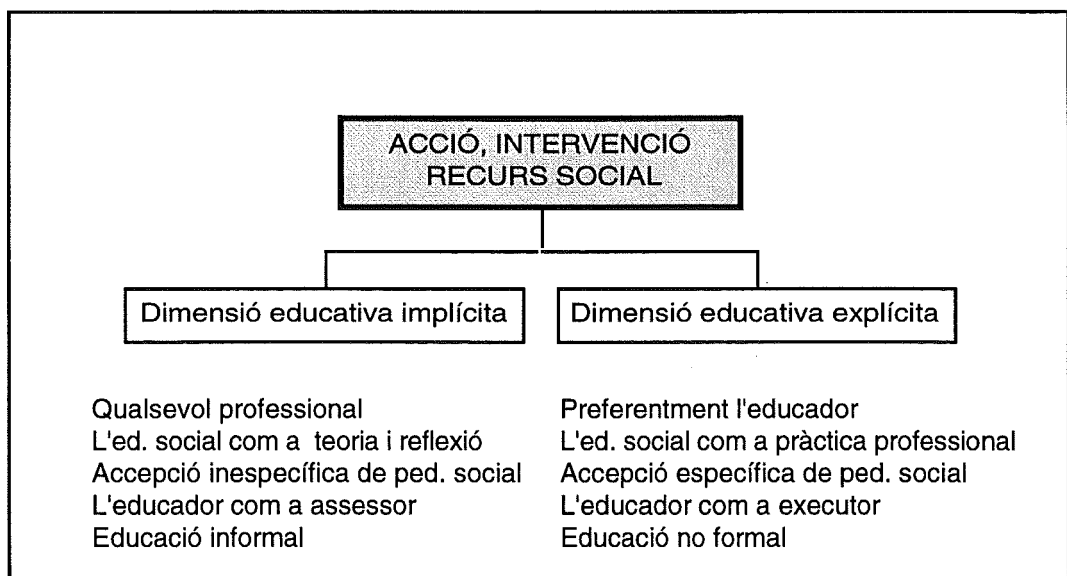 ACCIÓ, INTERVENCIÓ
RECURS SOCIAL
Dimensió educativa implícita
Dimensió educativa explícita
Qualsevol professional
L'ed. social com a teoria i reflexió
Accepció inespecífica de ped. social
L'educador com a assessor
Educació informal
Preferentment l'educador
L'ed. social com a pràctica professional
Accepció específica de ped. social
L'educador com a executor
Educació no formal